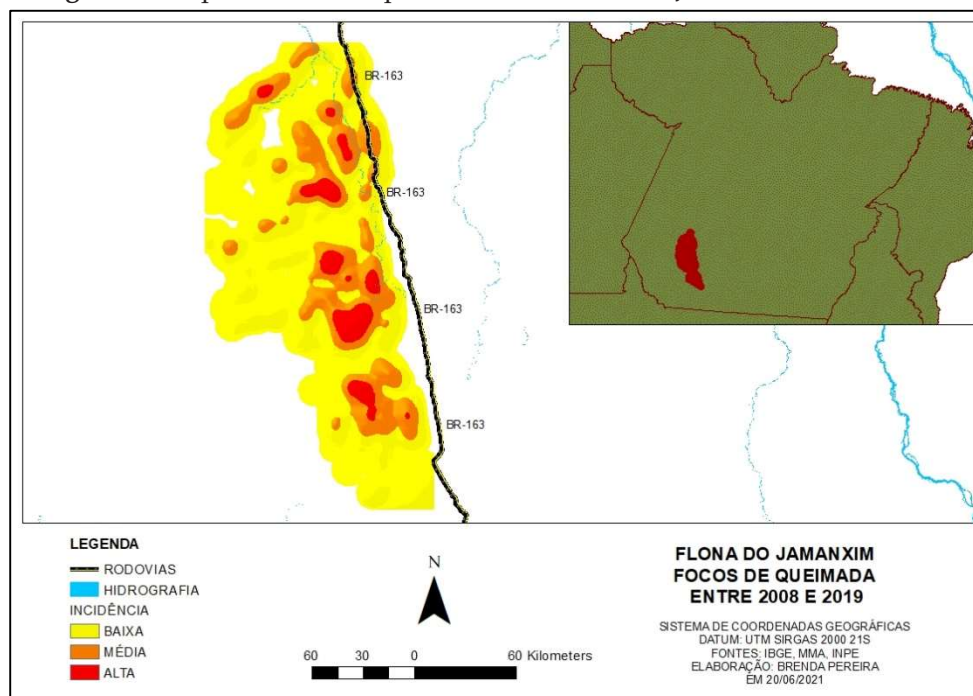 BR-163
BR-163
BR-163
BR-163
LEGENDA
RODOVIAS
HIDROGRAFIA
INCIDÊNCIA
BAIXA
MÉDIA
ALTA
N
60 30 0 60 Kilometers
FLONA DO JAMANXIM
FOCOS DE QUEIMADA
ENTRE 2008 E 2019
SISTEMA DE COORDENADAS GEOGRÁFICAS
DATUM: UTM SIRGAS 2000 21S
FONTES: IBGE, MMA, INPE
ELABORAÇÃO: BRENDA PEREIRA
EM 20/06/2021